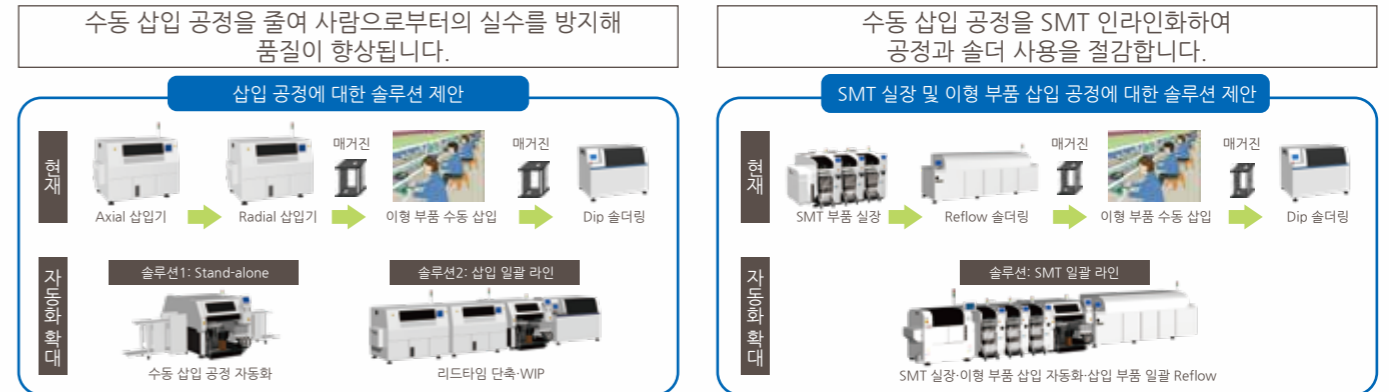 수동 삽입 공정을 줄여 사람으로부터의 실수를 방지해
품질이 향상됩니다.
삽입 공정에 대한 솔루션 제안
현재
매거진
매거진
Axial 삽입기
Radial 삽입기
이형 부품 수동 삽입
Dip 솔더링
자동화 확대
솔루션1: Stand-alone
솔루션2: 삽입 일괄 라인
수동 삽입 공정 자동화
리드타임 단축·WIP
수동 삽입 공정을 SMT 인라인화하여
공정과 솔더 사용을 절감합니다.
SMT 실장 및 이형 부품 삽입 공정에 대한 솔루션 제안
현재
매거진
매거진
SMT 부품 실장
Reflow 솔더링
이형 부품 수동 삽입
Dip 솔더링
자동화 확대
솔루션: SMT 일괄 라인
SMT 실장·이형 부품 삽입 자동화·삽입 부품 일괄 Reflow